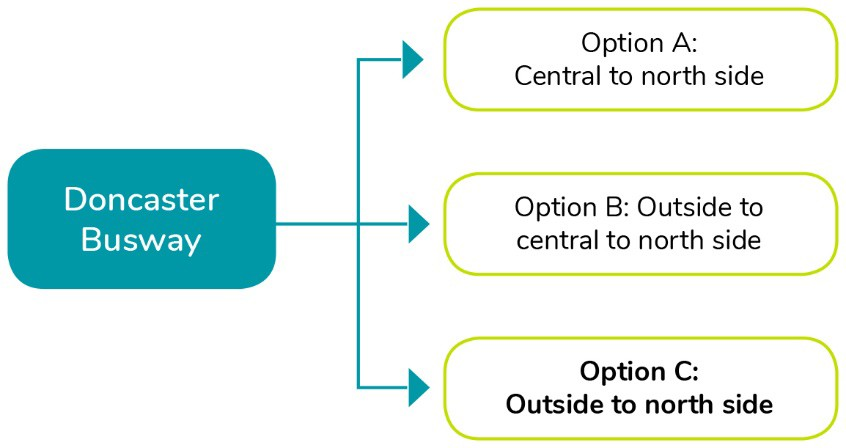 Doncaster
Busway
Option A:
Central to north side
Option B: Outside to
central to north side
Option C:
Outside to north side